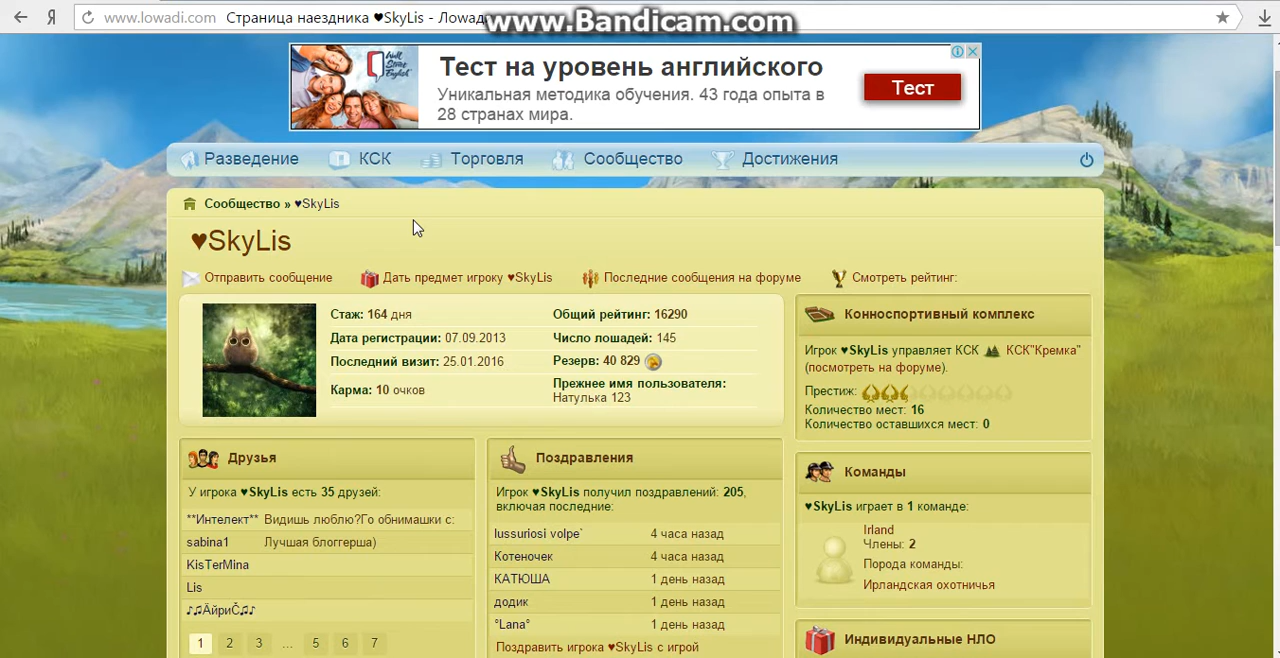 www.lowadi.com Страница наездника ♥SkyLis - Ловад
www.Bandicam.com
Wall Street English
Тест на уровень английского
Уникальная методика обучения. 43 года опыта в
28 странах мира.
Тест
Разведение КСК Торговля Сообщество Достижения
Сообщество » ♥SkyLis
♥SkyLis
Отправить сообщение Дать предмет игроку ♥SkyLis Последние сообщения на форуме Смотреть рейтинг:
Стаж: 164 дня
Дата регистрации: 07.09.2013
Последний визит: 25.01.2016
Карма: 10 очков
Общий рейтинг: 16290
Число лошадей: 145
Резерв: 40 829
Прежнее имя пользователя:
Натулька 123
Конноспортивный комплекс
Игрок ♥SkyLis управляет КСК КСК"Кремка"
(посмотреть на форуме).
Престиж:
Количество мест: 16
Количество оставшихся мест: 0
Друзья
У игрока ♥SkyLis есть 35 друзей:
**Интелект** Видишь люблю?Го обнимашки с:
sabina1 Лучшая блоггерша)
KisTerMina
Lis
♪♫ÄйриČ♫♪
1 2 3 ... 5 6 7
Поздравления
Игрок ♥SkyLis получил поздравлений: 205,
включая последние:
lussuriosi volpe` 4 часа назад
Котеночек 4 часа назад
КАТЮША 1 день назад
додик 1 день назад
°Lana° 1 день назад
Поздравить игрока ♥SkyLis с игрой
Команды
♥SkyLis играет в 1 команде:
Irland
Члены: 2
Порода команды:
Ирландская охотничья
Индивидуальные НЛО